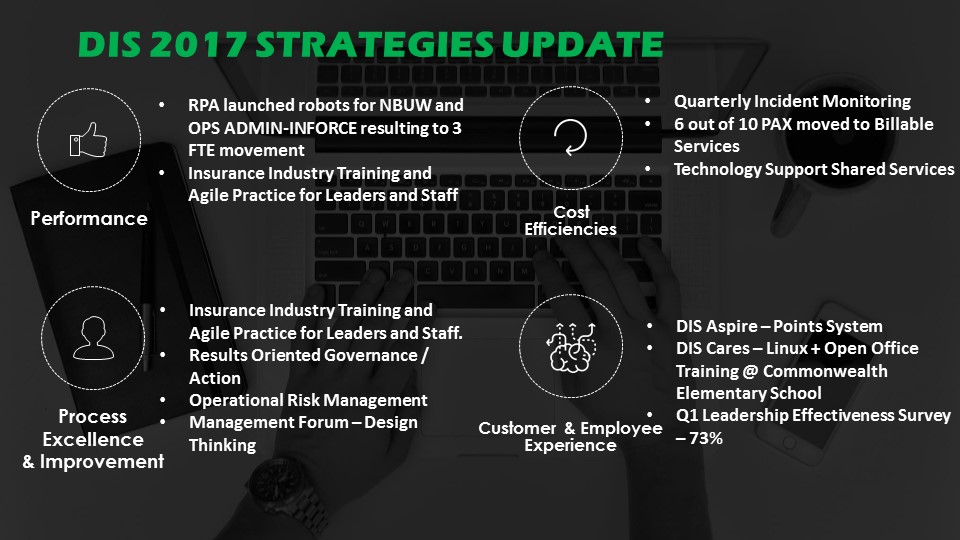 DIS 2017 STRATEGIES UPDATE
• RPA launched robots for NBUW and
OPS ADMIN-INFORCE resulting to 3
FTE movement
• Insurance Industry Training and
Agile Practice for Leaders and Staff
Performance
• Quarterly Incident Monitoring
• 6 out of 10 PAX moved to Billable
Services
• Technology Support Shared Services
Cost
Efficiencies
• Insurance Industry Training and
Agile Practice for Leaders and Staff.
• Results Oriented Governance /
Action
• Operational Risk Management
• Management Forum – Design
Thinking
Process
Excellence
& Improvement
• DIS Aspire – Points System
• DIS Cares – Linux + Open Office
Training @ Commonwealth
Elementary School
• Q1 Leadership Effectiveness Survey
– 73%
Customer & Employee
Experience